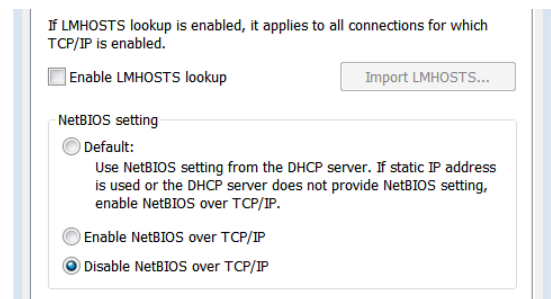 If LMHOSTS lookup is enabled, it applies to all connections for which
TCP/IP is enabled.
Enable LMHOSTS lookup
Import LMHOSTS...
NetBIOS setting
Default:
Use NetBIOS setting from the DHCP server. If static IP address
is used or the DHCP server does not provide NetBIOS setting,
enable NetBIOS over TCP/IP.
Enable NetBIOS over TCP/IP
Disable NetBIOS over TCP/IP